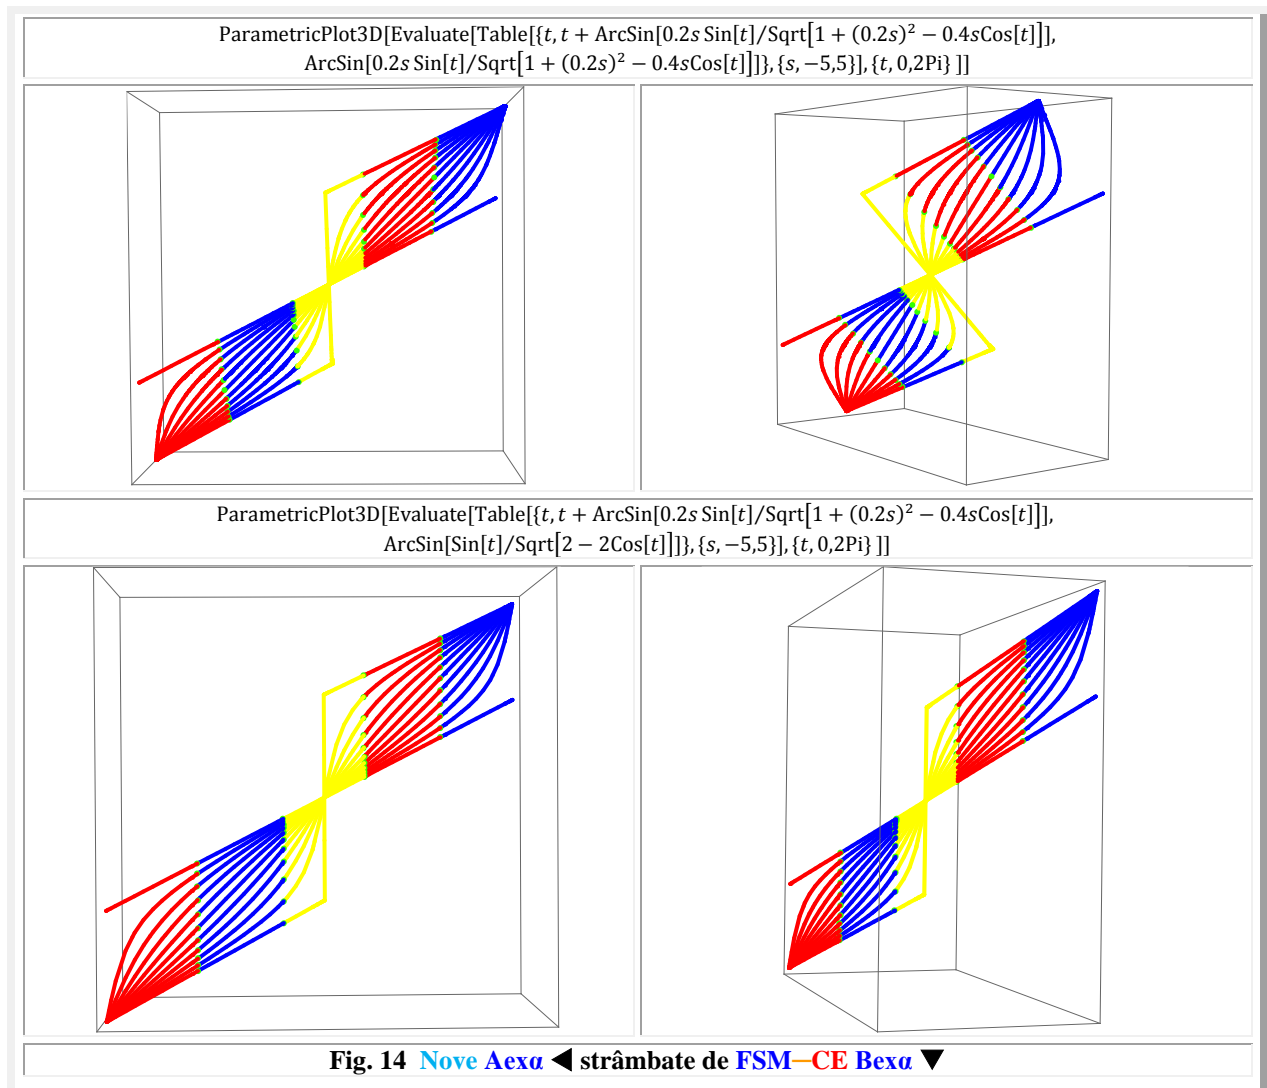 ParametricPlot3D[Evaluate[Table[{t, t + ArcSin[0.2s Sin[t]/Sqrt[1 + (0.2s)² − 0.4sCos[t]]],
ArcSin[0.2s Sin[t]/Sqrt[1 + (0.2s)² − 0.4sCos[t]]]}, {s, −5,5}], {t, 0,2Pi} ]]
ParametricPlot3D[Evaluate[Table[{t, t + ArcSin[0.2s Sin[t]/Sqrt[1 + (0.2s)² − 0.4sCos[t]]],
ArcSin[Sin[t]/Sqrt[2 − 2Cos[t]]]}, {s, −5,5}], {t, 0,2Pi} ]]
Fig. 14 Nove Aexα ◀ strâmbate de FSM—CE Bexα ▼